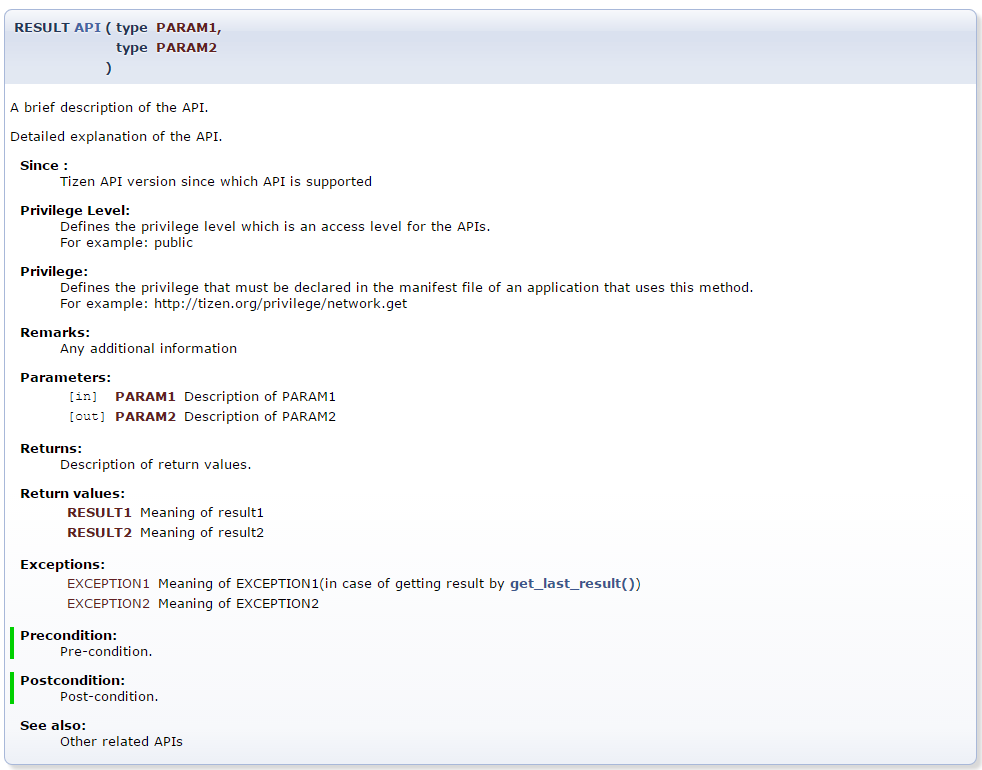 RESULT API ( type PARAM1,
type PARAM2
)
A brief description of the API.
Detailed explanation of the API.
Since :
Tizen API version since which API is supported
Privilege Level:
Defines the privilege level which is an access level for the APIs.
For example: public
Privilege:
Defines the privilege that must be declared in the manifest file of an application that uses this method.
For example: http://tizen.org/privilege/network.get
Remarks:
Any additional information
Parameters:
[in] PARAM1 Description of PARAM1
[out] PARAM2 Description of PARAM2
Returns:
Description of return values.
Return values:
RESULT1 Meaning of result1
RESULT2 Meaning of result2
Exceptions:
EXCEPTION1 Meaning of EXCEPTION1(in case of getting result by get_last_result())
EXCEPTION2 Meaning of EXCEPTION2
Precondition:
Pre-condition.
Postcondition:
Post-condition.
See also:
Other related APIs